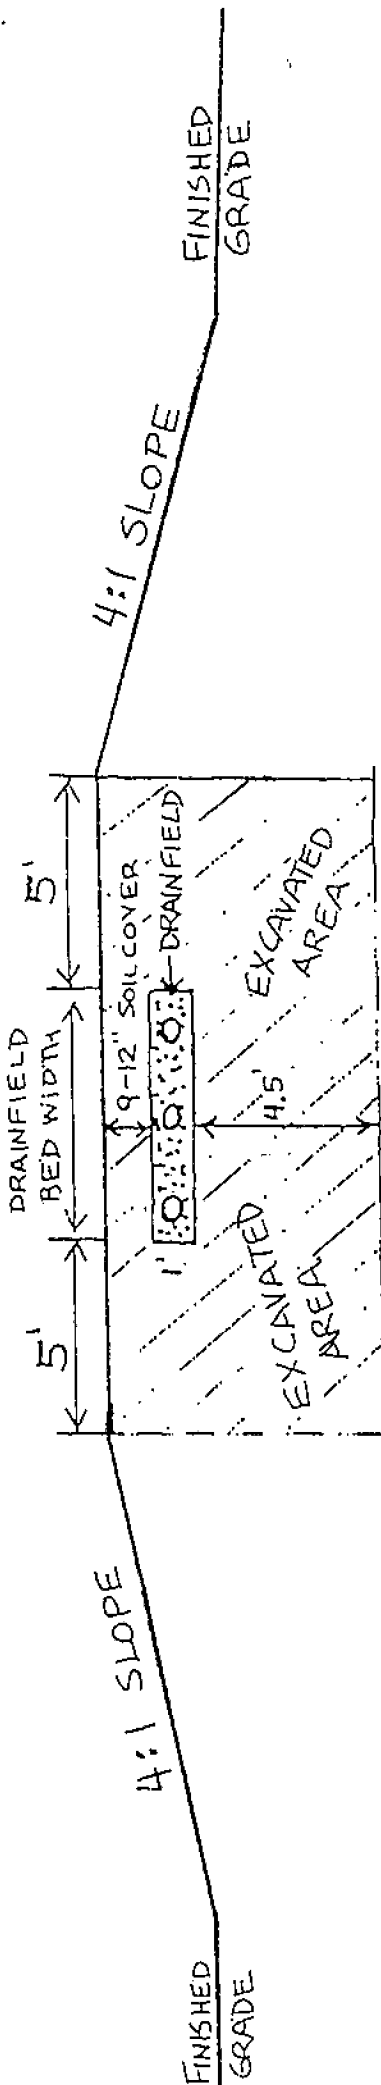 FINISHED
GRADE
4:1 SLOPE
5'
DRAINFIELD
BED WIDTH
5'
9-12" SOIL COVER
DRAINFIELD
1'
4.5'
EXCAVATED
AREA
EXCAVATED
AREA
4:1 SLOPE
FINISHED
GRADE